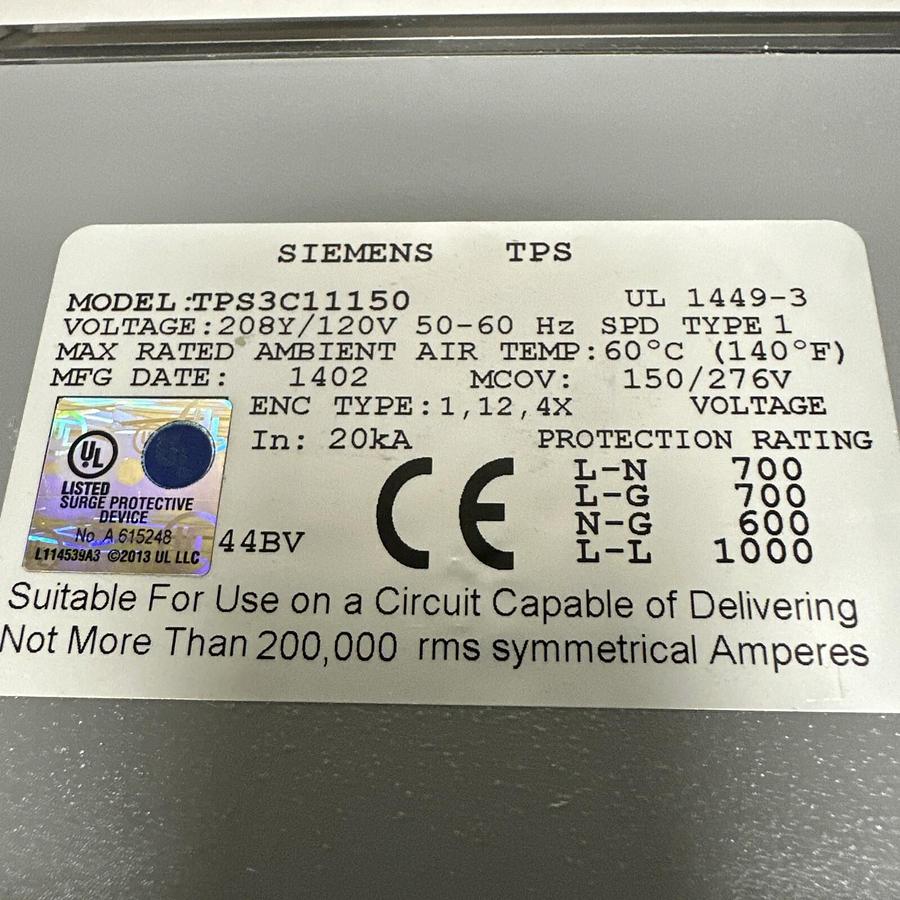 SIEMENS TPS
MODEL:TPS3C11150 UL 1449-3
VOLTAGE:208Y/120V 50-60 Hz SPD TYPE 1
MAX RATED AMBIENT AIR TEMP:60°C (140°F)
MFG DATE: 1402 MCOV: 150/276V
ENC TYPE:1,12,4X VOLTAGE
In: 20kA PROTECTION RATING
L-N 700
L-G 700
N-G 600
L-L 1000
UL
LISTED
SURGE PROTECTIVE
DEVICE
No. A 615248
L114539A3 ©2013 UL LLC
44BV
CE
Suitable For Use on a Circuit Capable of Delivering
Not More Than 200,000 rms symmetrical Amperes